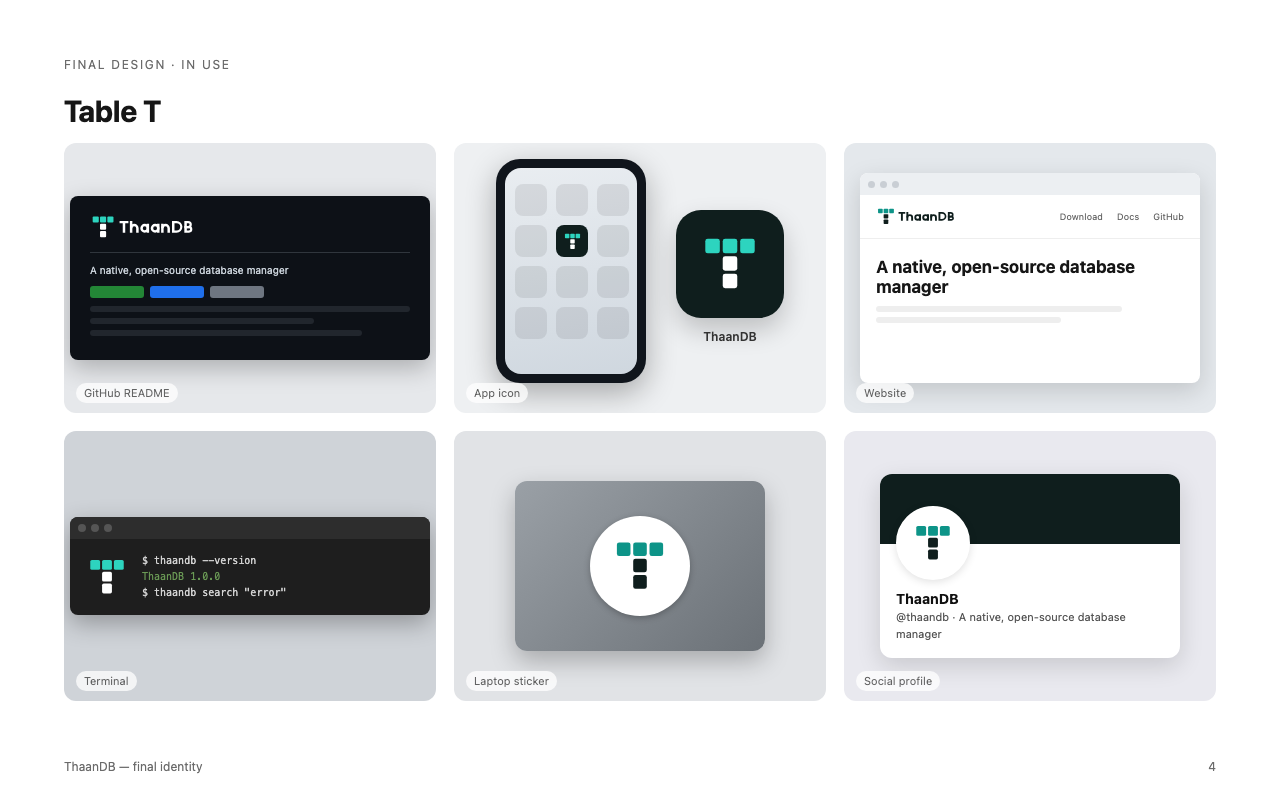 FINAL DESIGN · IN USE
Table T
ThaanDB
A native, open-source database manager
GitHub README
ThaanDB
App icon
ThaanDB
Download Docs GitHub
A native, open-source database
manager
Website
$ thaandb --version
ThaanDB 1.0.0
$ thaandb search "error"
Terminal
Laptop sticker
ThaanDB
@thaandb · A native, open-source database
manager
Social profile
ThaanDB — final identity
4